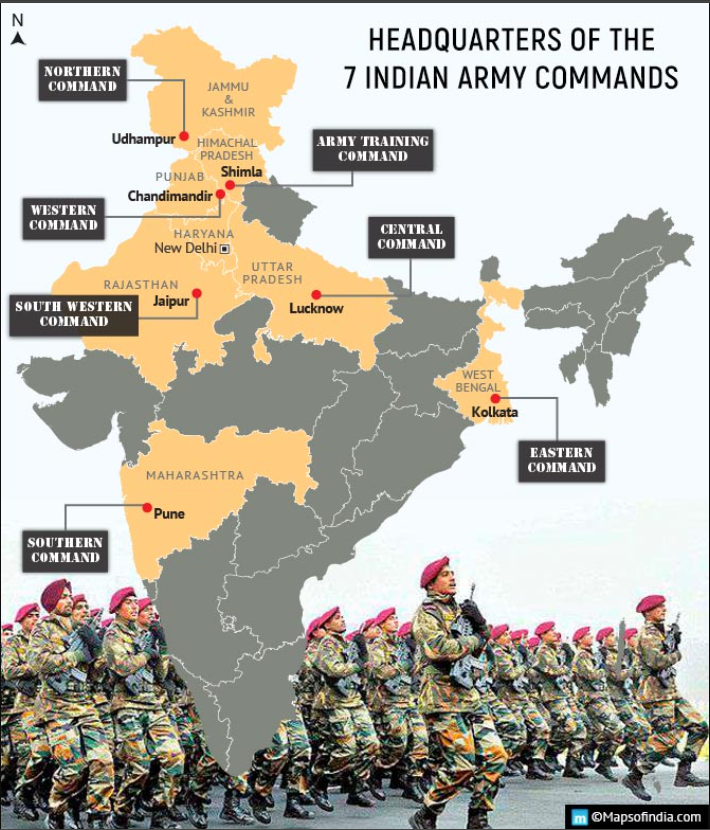 N
HEADQUARTERS OF THE
7 INDIAN ARMY COMMANDS
NORTHERN
COMMAND
JAMMU
&
KASHMIR
Udhampur
HIMACHAL
PRADESH
ARMY TRAINING
COMMAND
Shimla
PUNJAB
Chandimandir
WESTERN
COMMAND
HARYANA
New Delhi
CENTRAL
COMMAND
UTTAR
PRADESH
RAJASTHAN
Jaipur
Lucknow
SOUTH WESTERN
COMMAND
WEST
BENGAL
Kolkata
EASTERN
COMMAND
MAHARASHTRA
Pune
SOUTHERN
COMMAND
m ©Mapsofindia.com